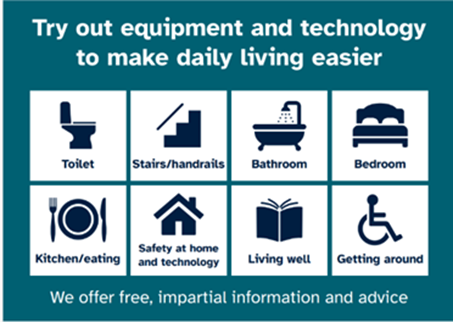 Try out equipment and technology
to make daily living easier
Toilet
Stairs/handrails
Bathroom
Bedroom
Kitchen/eating
Safety at home
and technology
Living well
Getting around
We offer free, impartial information and advice